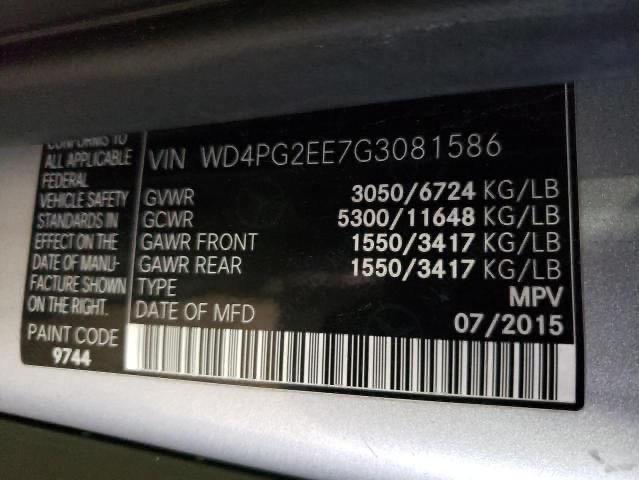 CONFORMS TO
ALL APPLICABLE
FEDERAL
VEHICLE SAFETY
STANDARDS IN
EFFECT ON THE
DATE OF MANU-
FACTURE SHOWN
ON THE RIGHT.
PAINT CODE
9744
VIN WD4PG2EE7G3081586
GVWR 3050/6724 KG/LB
GCWR 5300/11648 KG/LB
GAWR FRONT 1550/3417 KG/LB
GAWR REAR 1550/3417 KG/LB
TYPE MPV
DATE OF MFD 07/2015